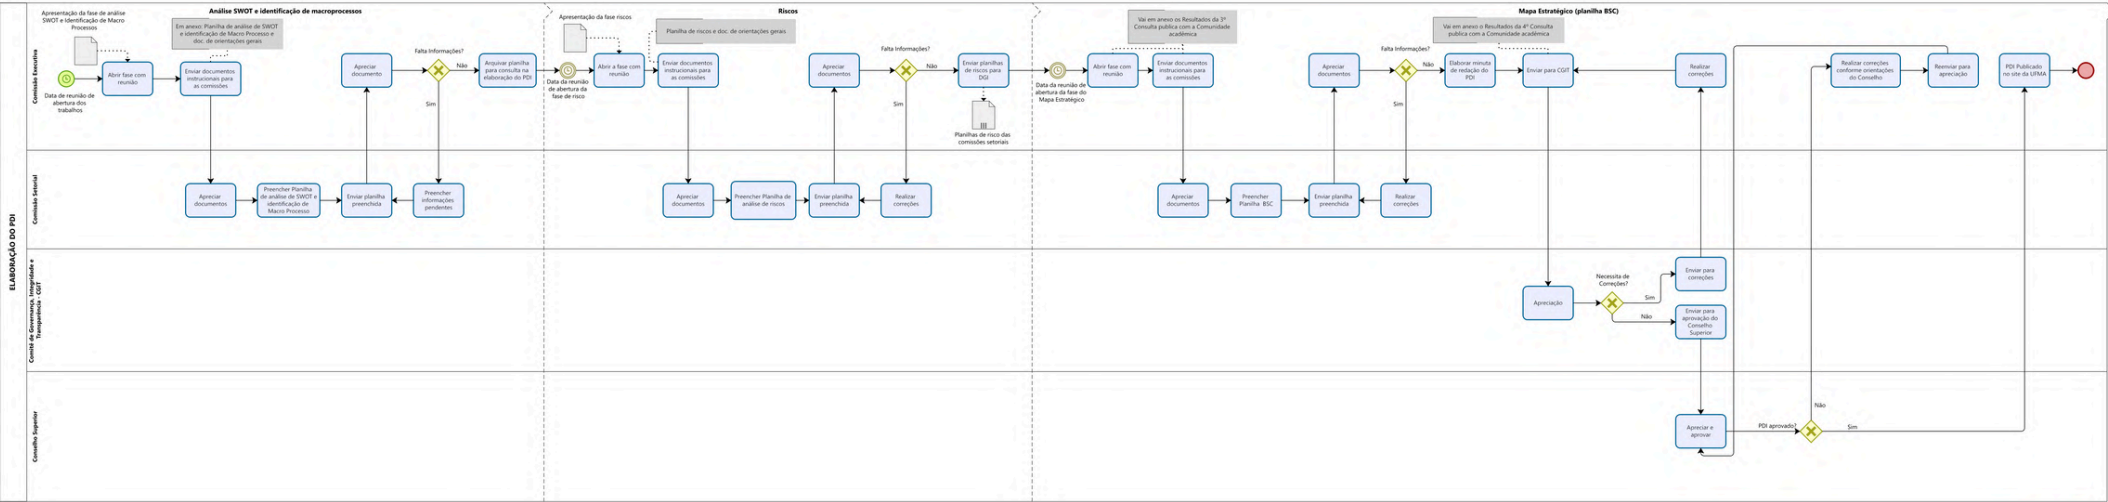 ELABORAÇÃO DO PDI
Comissão Executiva
Comissão Setorial
Comitê de Governança, Integridade e
Transparência - CGIT
Conselho Superior
Análise SWOT e identificação de macroprocessos
Apresentação da fase de análise
SWOT e Identificação de Macro
Processos
Em anexo: Planilha de análise de SWOT
e identificação de Macro Processo e
doc. de orientações gerais
Data de reunião de
abertura dos
trabalhos
Abrir fase com
reunião
Enviar documentos
instrucionais para
as comissões
Apreciar
documento
Falta Informações?
Não
Sim
Arquivar planilha
para consulta na
elaboração do PDI
Apreciar
documentos
Preencher Planilha
de análise de SWOT e
identificação de
Macro Processo
Enviar planilha
preenchida
Preencher
informações
pendentes
Riscos
Apresentação da fase riscos
Planilha de riscos e doc. de orientações gerais
Data da reunião
de abertura da
fase de risco
Abrir a fase com
reunião
Enviar documentos
instrucionais para
as comissões
Apreciar
documentos
Falta Informações?
Não
Sim
Enviar planilhas
de riscos para
DGI
Planilhas de risco das
comissões setoriais
Apreciar
documentos
Preencher Planilha de
análise de riscos
Enviar planilha
preenchida
Realizar
correções
Mapa Estratégico (planilha BSC)
Vai em anexo os Resultados da 3ª
Consulta publica com a Comunidade
acadêmica
Data da reunião de
abertura da fase do
Mapa Estratégico
Abrir fase com
reunião
Enviar documentos
instrucionais para
as comissões
Apreciar
documentos
Falta Informações?
Não
Sim
Vai em anexo o Resultados da 4ª Consulta
publica com a Comunidade acadêmica
Elaborar minuta
de redação do
PDI
Enviar para CGIT
Realizar
correções
Realizar correções
conforme orientações
do Conselho
Reenviar para
apreciação
PDI Publicado
no site da UFMA
Apreciar
documentos
Preencher
Planilha BSC
Enviar planilha
preenchida
Realizar
correções
Apreciação
Necessita de
Correções?
Sim
Não
Enviar para
correções
Enviar para
aprovação do
Conselho
Superior
Apreciar e
aprovar
PDI aprovado?
Não
Sim